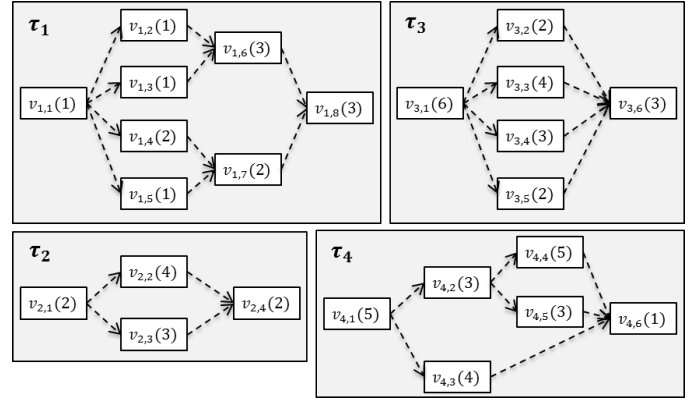 τ₁
v₁,₂(1)
v₁,₆(3)
v₁,₃(1)
v₁,₁(1)
v₁,₈(3)
v₁,₄(2)
v₁,₇(2)
v₁,₅(1)
τ₃
v₃,₂(2)
v₃,₃(4)
v₃,₁(6)
v₃,₆(3)
v₃,₄(3)
v₃,₅(2)
τ₂
v₂,₂(4)
v₂,₁(2)
v₂,₄(2)
v₂,₃(3)
τ₄
v₄,₄(5)
v₄,₂(3)
v₄,₁(5)
v₄,₅(3)
v₄,₆(1)
v₄,₃(4)